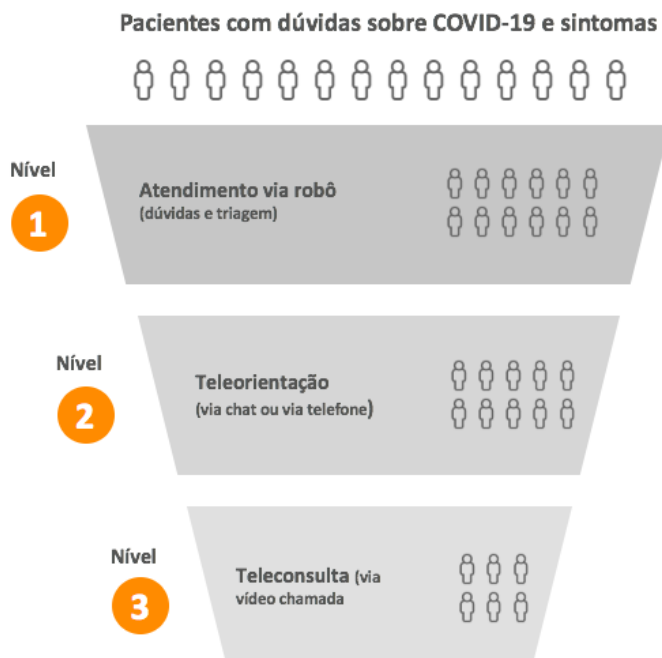 Pacientes com dúvidas sobre COVID-19 e sintomas
Nível
1
Atendimento via robô
(dúvidas e triagem)
Nível
2
Teleorientação
(via chat ou via telefone)
Nível
3
Teleconsulta (via
vídeo chamada